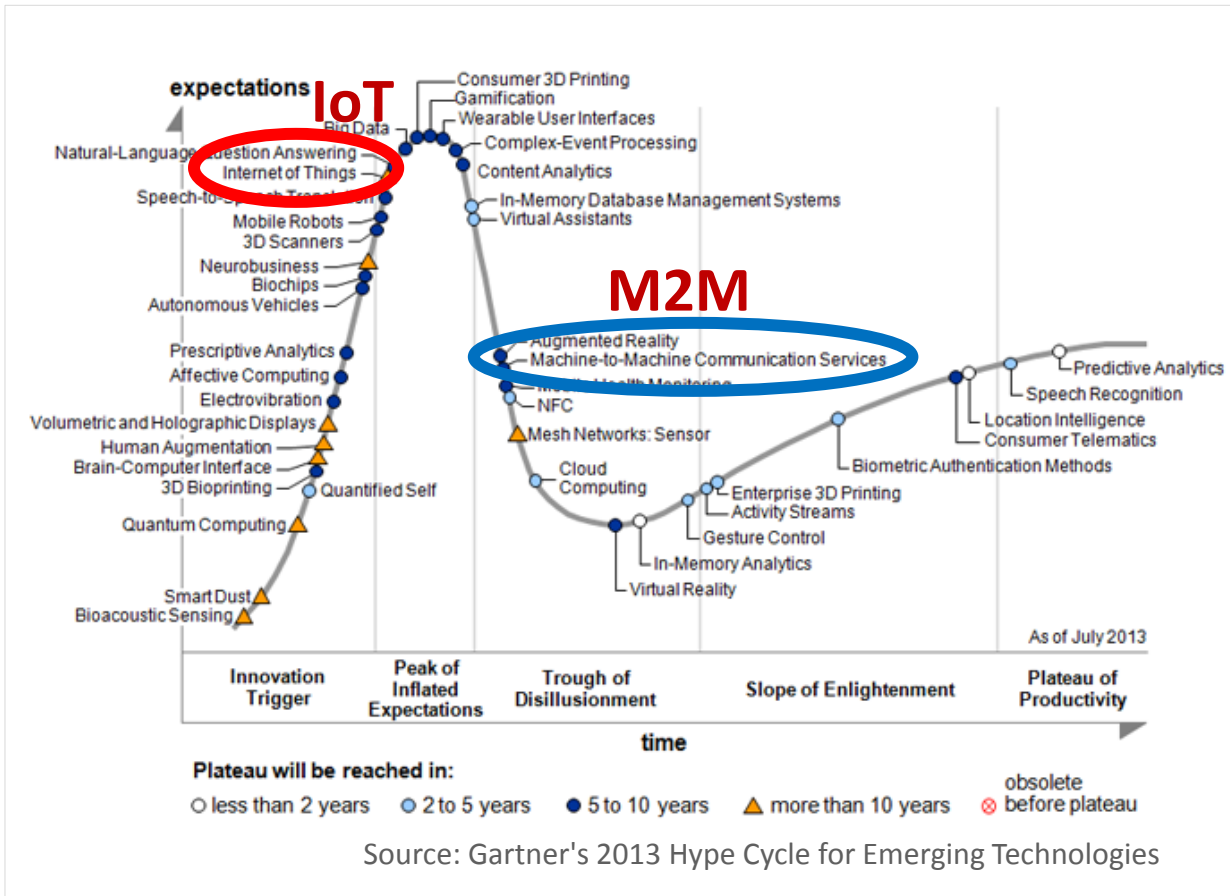 expectations
IoT
Consumer 3D Printing
Gamification
Wearable User Interfaces
Big Data
Complex-Event Processing
Natural-Language Question Answering
Internet of Things
Content Analytics
Speech-to-Speech Translation
In-Memory Database Management Systems
Virtual Assistants
Mobile Robots
3D Scanners
Neurobusiness
Biochips
Autonomous Vehicles
M2M
Augmented Reality
Machine-to-Machine Communication Services
Mobile Health Monitoring
NFC
Mesh Networks: Sensor
Prescriptive Analytics
Affective Computing
Electrovibration
Volumetric and Holographic Displays
Human Augmentation
Brain-Computer Interface
3D Bioprinting
Quantified Self
Quantum Computing
Smart Dust
Bioacoustic Sensing
Cloud
Computing
Predictive Analytics
Speech Recognition
Location Intelligence
Consumer Telematics
Biometric Authentication Methods
Enterprise 3D Printing
Activity Streams
Gesture Control
In-Memory Analytics
Virtual Reality
As of July 2013
Innovation
Trigger
Peak of
Inflated
Expectations
Trough of
Disillusionment
Slope of Enlightenment
Plateau of
Productivity
time
Plateau will be reached in:
less than 2 years
2 to 5 years
5 to 10 years
more than 10 years
obsolete
before plateau
Source: Gartner's 2013 Hype Cycle for Emerging Technologies